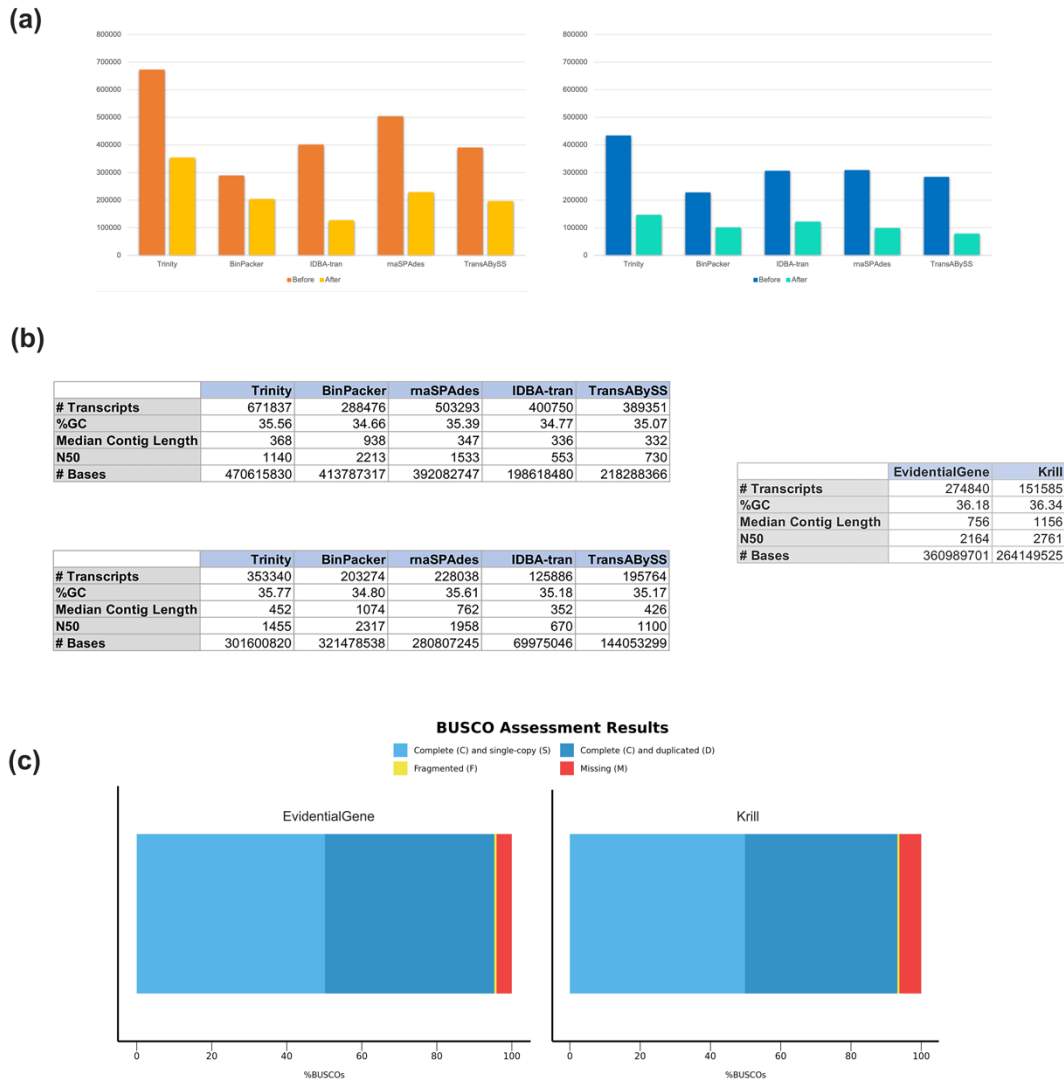 (a)
800000
700000
600000
500000
400000
300000
200000
100000
0
Trinity BinPacker IDBA-tran rnaSPAdes TransABySS
Before After
800000
700000
600000
500000
400000
300000
200000
100000
0
Trinity BinPacker IDBA-tran rnaSPAdes TransABySS
Before After
(b)
Trinity BinPacker rnaSPAdes IDBA-tran TransABySS
# Transcripts 671837 288476 503293 400750 389351
%GC 35.56 34.66 35.39 34.77 35.07
Median Contig Length 368 938 347 336 332
N50 1140 2213 1533 553 730
# Bases 470615830 413787317 392082747 198618480 218288366
Trinity BinPacker rnaSPAdes IDBA-tran TransABySS
# Transcripts 353340 203274 228038 125886 195764
%GC 35.77 34.80 35.61 35.18 35.17
Median Contig Length 452 1074 762 352 426
N50 1455 2317 1958 670 1100
# Bases 301600820 321478538 280807245 69975046 144053299
EvidentialGene Krill
# Transcripts 274840 151585
%GC 36.18 36.34
Median Contig Length 756 1156
N50 2164 2761
# Bases 360989701 264149525
(c)
BUSCO Assessment Results
Complete (C) and single-copy (S) Complete (C) and duplicated (D)
Fragmented (F) Missing (M)
EvidentialGene
0 20 40 60 80 100
%BUSCOs
Krill
0 20 40 60 80 100
%BUSCOs